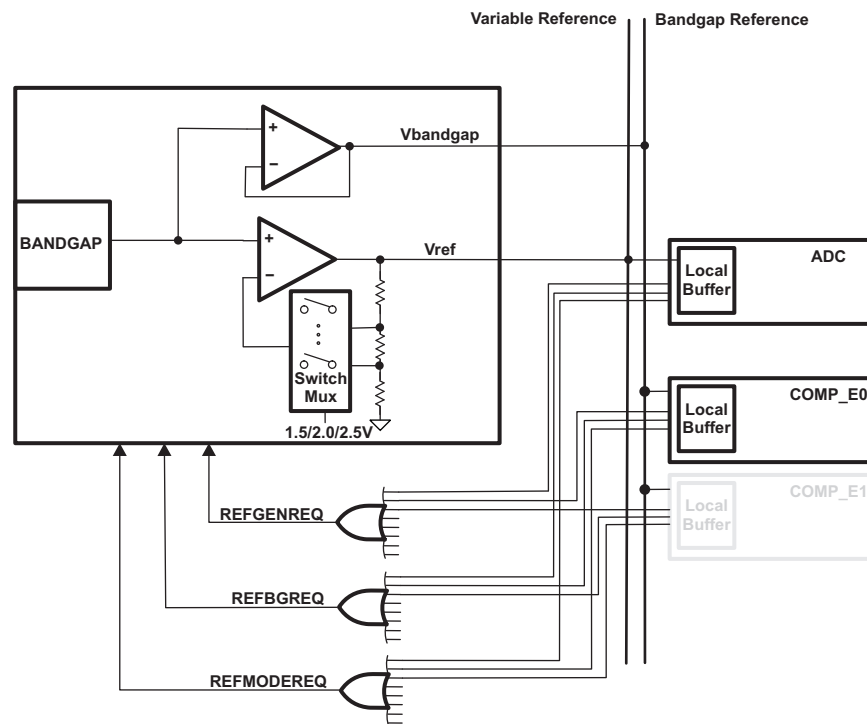 Variable Reference
Bandgap Reference
Vbandgap
+
−
BANDGAP
+
−
Vref
Switch
Mux
1.5/2.0/2.5V
Local
Buffer
ADC
Local
Buffer
COMP_E0
Local
Buffer
COMP_E1
REFGENREQ
REFBGREQ
REFMODEREQ